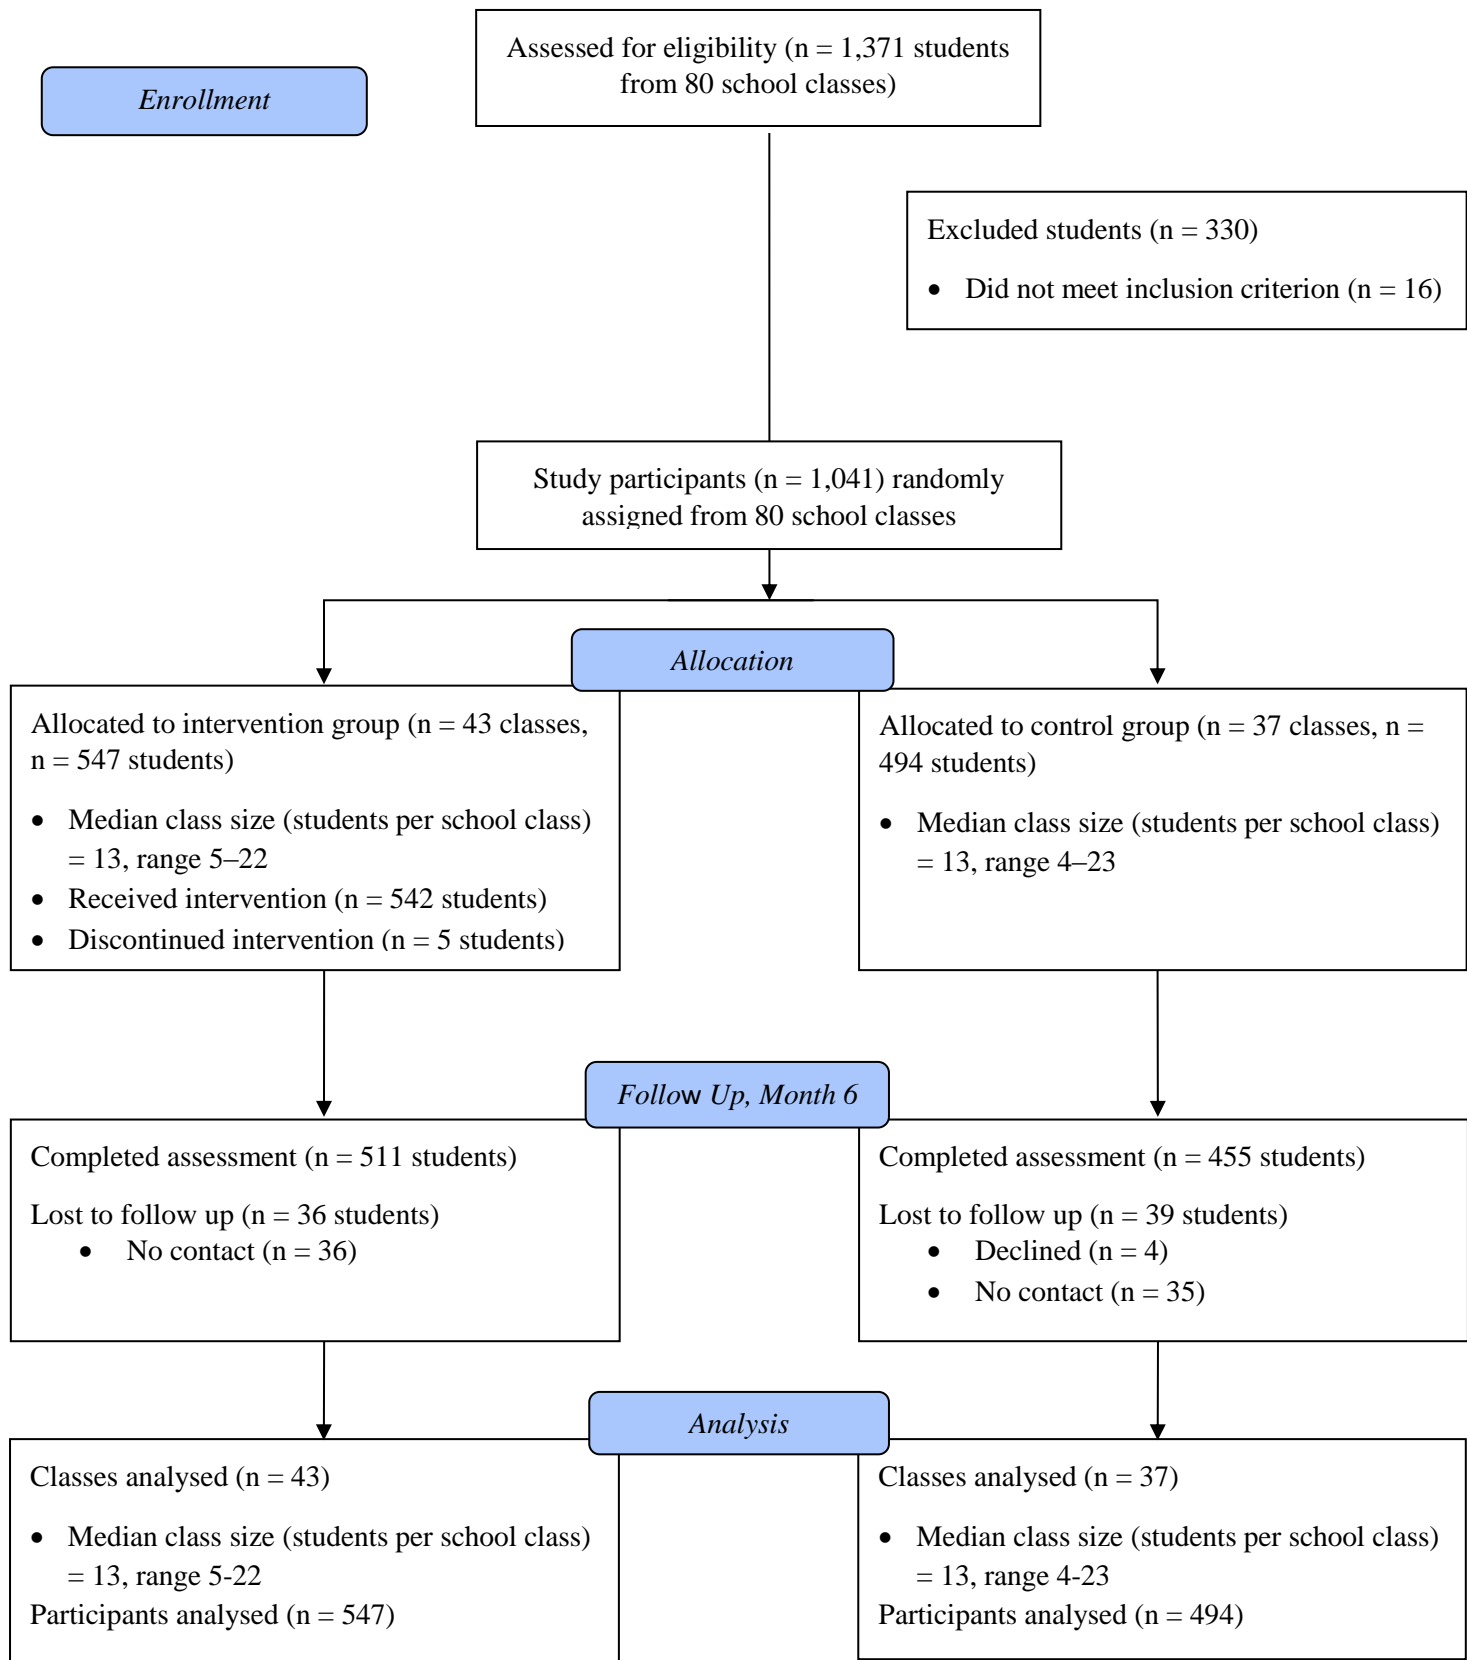 Assessed for eligibility (n = 1,371 students
from 80 school classes)
Enrollment
Excluded students (n = 330)
• Did not meet inclusion criterion (n = 16)
Study participants (n = 1,041) randomly
assigned from 80 school classes
Allocation
Allocated to intervention group (n = 43 classes,
n = 547 students)
• Median class size (students per school class)
= 13, range 5–22
• Received intervention (n = 542 students)
• Discontinued intervention (n = 5 students)
Allocated to control group (n = 37 classes, n =
494 students)
• Median class size (students per school class)
= 13, range 4–23
Follow Up, Month 6
Completed assessment (n = 511 students)
Lost to follow up (n = 36 students)
• No contact (n = 36)
Completed assessment (n = 455 students)
Lost to follow up (n = 39 students)
• Declined (n = 4)
• No contact (n = 35)
Analysis
Classes analysed (n = 43)
• Median class size (students per school class)
= 13, range 5-22
Participants analysed (n = 547)
Classes analysed (n = 37)
• Median class size (students per school class)
= 13, range 4-23
Participants analysed (n = 494)